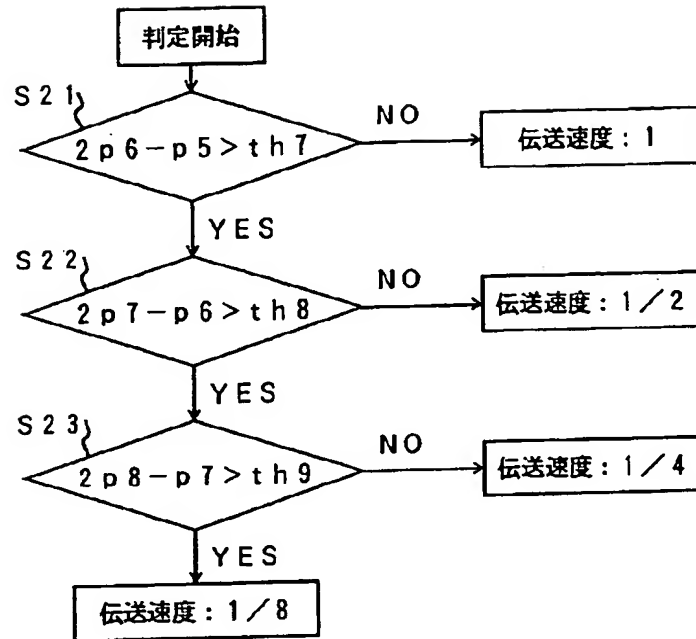 判定開始
S21
2p6-p5>th7
NO
伝送速度:1
YES
S22
2p7-p6>th8
NO
伝送速度:1/2
YES
S23
2p8-p7>th9
NO
伝送速度:1/4
YES
伝送速度:1/8